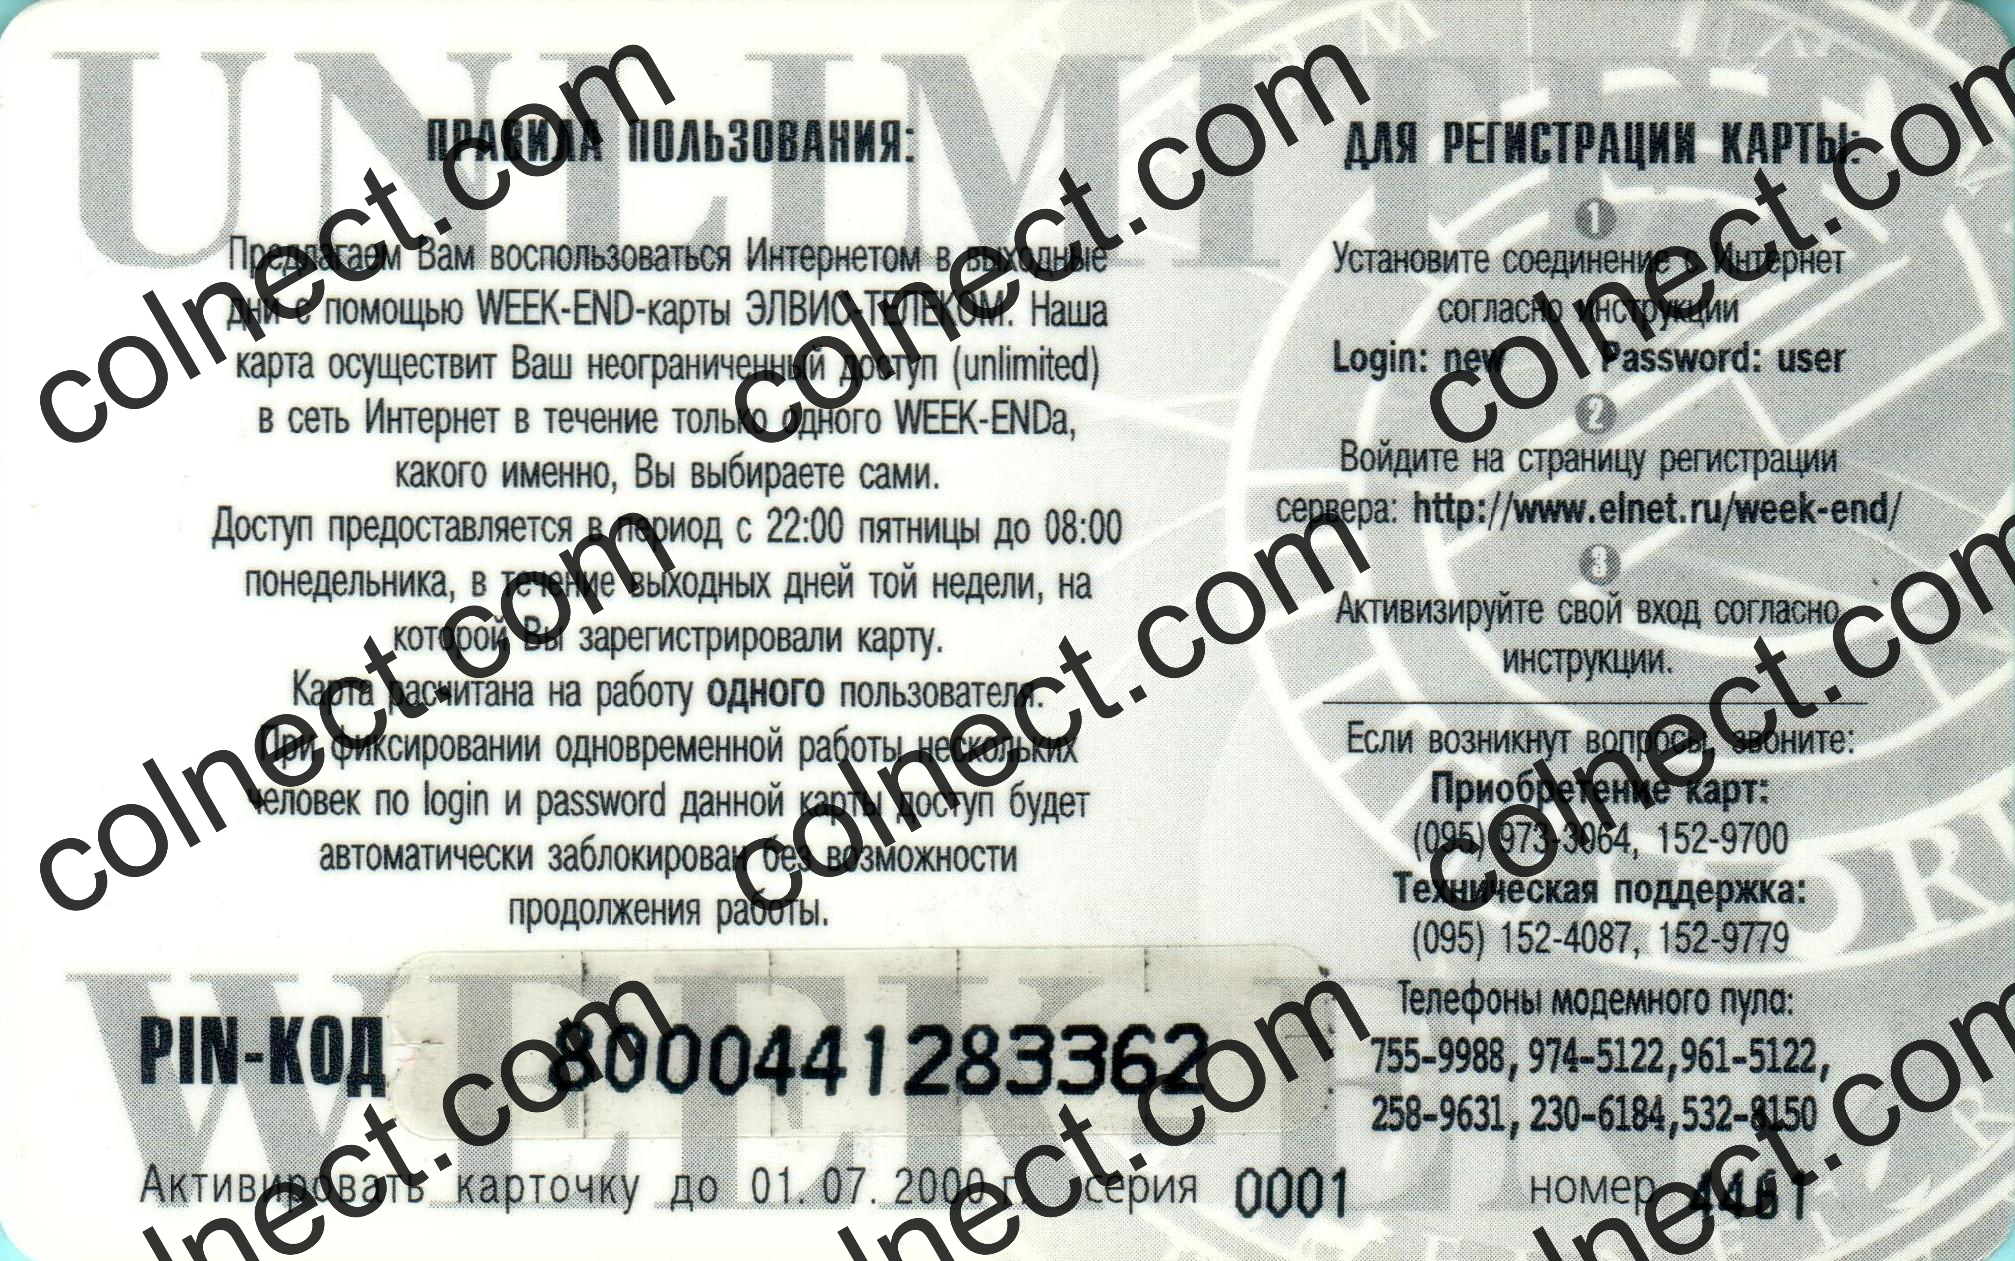 UNLIMITED
ПРАВИЛА ПОЛЬЗОВАНИЯ:
Предлагаем Вам воспользоваться Интернетом в выходные
дни с помощью WEEK-END-карты ЭЛВИС-ТЕЛЕКОМ. Наша
карта осуществит Ваш неограниченный доступ (unlimited)
в сеть Интернет в течение только одного WEEK-ENDа,
какого именно, Вы выбираете сами.
Доступ предоставляется в период с 22:00 пятницы до 08:00
понедельника, в течение выходных дней той недели, на
которой Вы зарегистрировали карту.
Карта расчитана на работу одного пользователя.
При фиксировании одновременной работы нескольких
человек по login и password данной карты доступ будет
автоматически заблокирован без возможности
продолжения работы.
WEEK-END
PIN-КОД 8000441283362
Активировать карточку до 01.07.2000 г. серия 0001 номер 4461
ДЛЯ РЕГИСТРАЦИИ КАРТЫ:
1
Установите соединение с Интернет
согласно инструкции
Login: new Password: user
2
Войдите на страницу регистрации
сервера: http://www.elnet.ru/week-end/
3
Активизируйте свой вход согласно
инструкции.
Если возникнут вопросы, звоните:
Приобретение карт:
(095) 973-3064, 152-9700
Техническая поддержка:
(095) 152-4087, 152-9779
Телефоны модемного пула:
755-9988, 974-5122, 961-5122,
258-9631, 230-6184, 532-8150
colnect.com
colnect.com
colnect.com
colnect.com
colnect.com
colnect.com
colnect.com
colnect.com
colnect.com